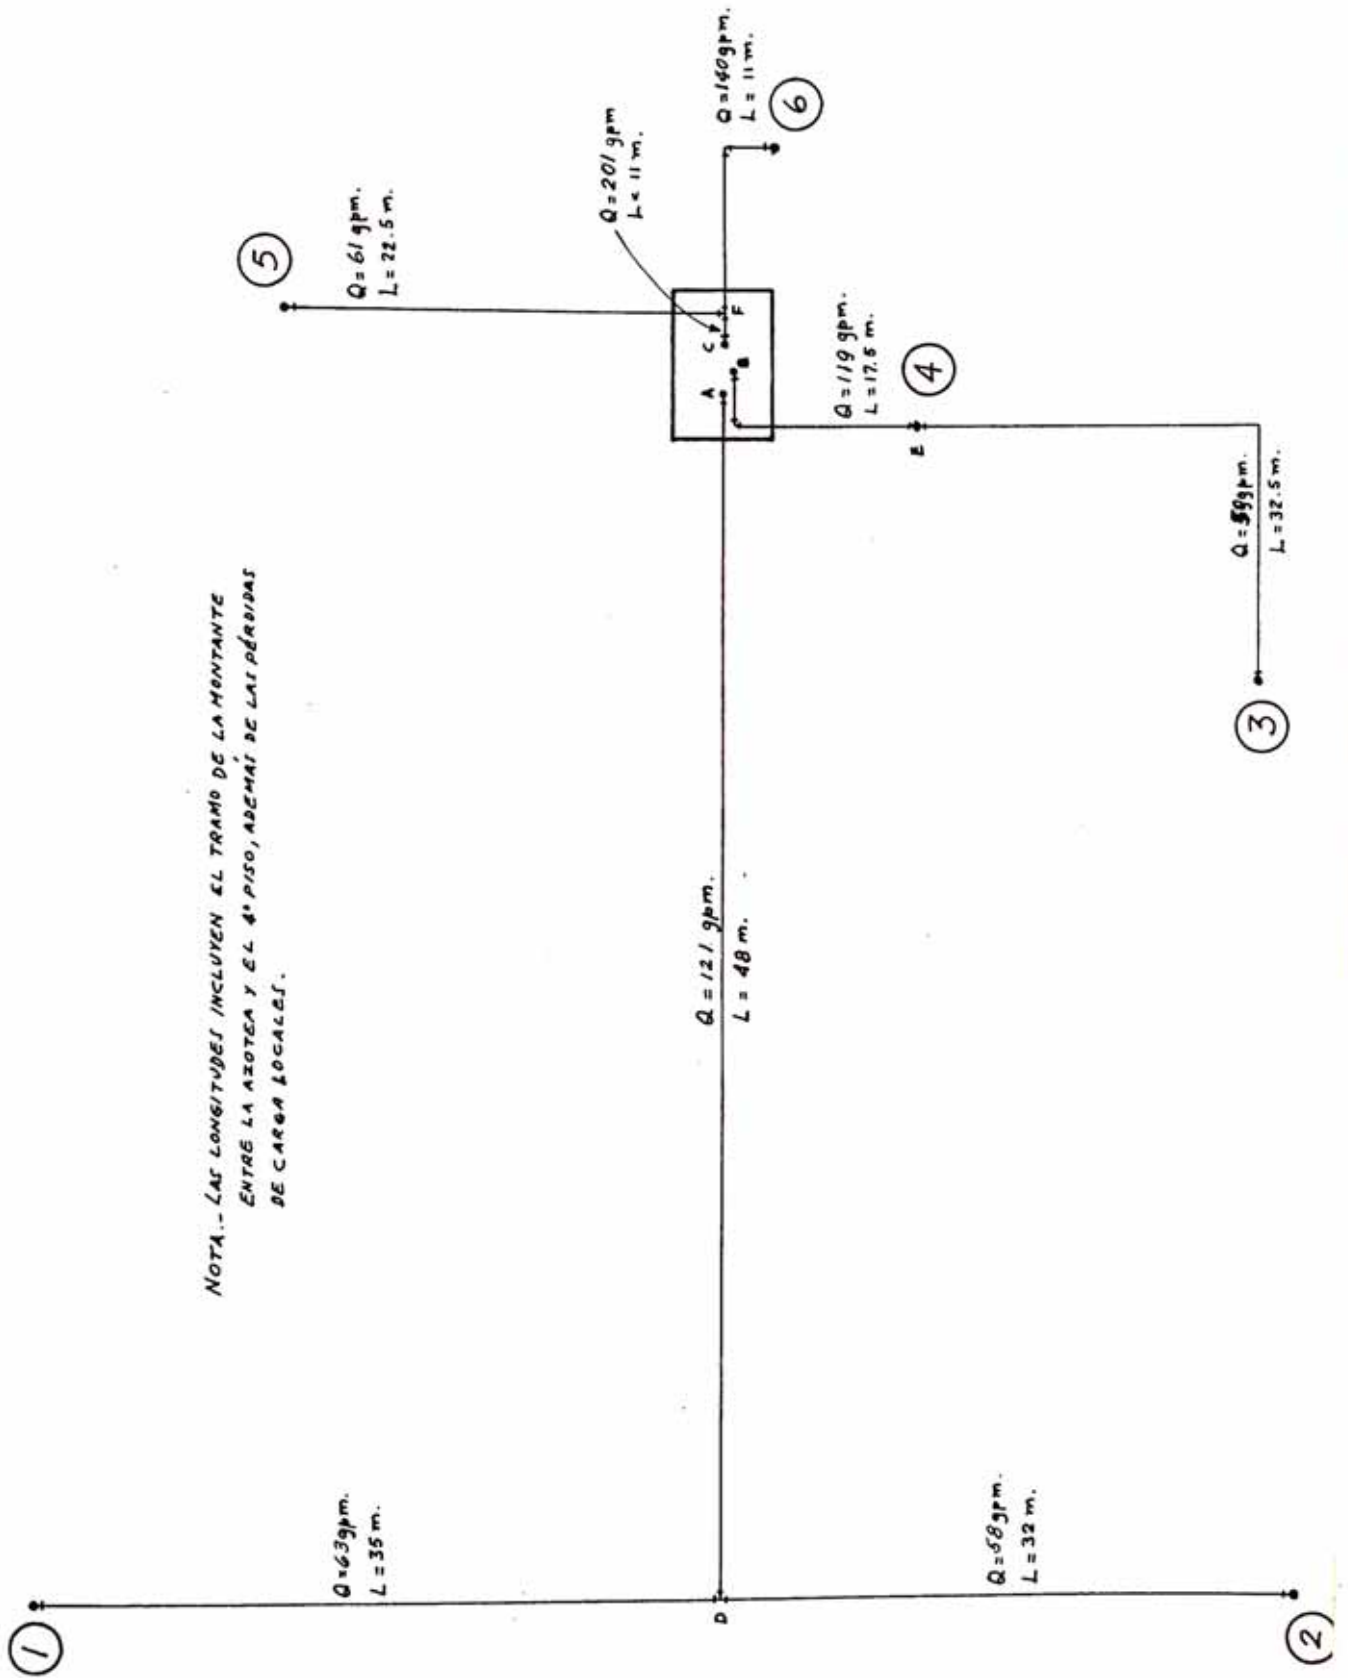 NOTA.- LAS LONGITUDES INCLUYEN EL TRAMO DE LA MONTANTE
ENTRE LA AZOTEA Y EL 4° PISO, ADEMÁS DE LAS PÉRDIDAS
DE CARGA LOCALES.
1
Q=63gpm.
L=35m.
D
Q=58gpm.
L=32m.
2
Q=121 gpm.
L=48m.
A
B
C
F
Q=201 gpm
L=11m.
5
Q=61 gpm.
L=22.5m.
Q=140gpm.
L=11m.
6
Q=119 gpm.
L=17.5m.
4
E
Q=59gpm.
L=32.5m.
3